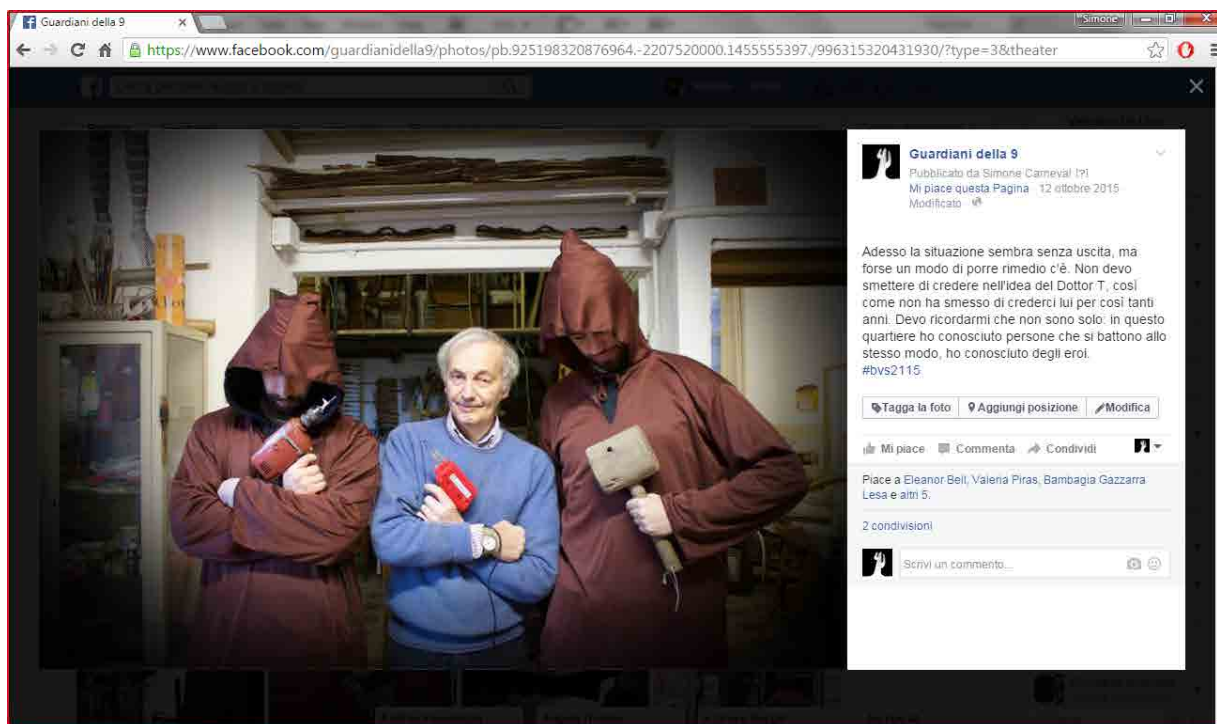 Guardiani della 9
Simone
https://www.facebook.com/guardianidella9/photos/pb.925198320876964.-2207520000.1455555397./996315320431930/?type=3&theater
Guardiani della 9
Pubblicato da Simone Carneval [?]
Mi piace questa Pagina · 12 ottobre 2015 ·
Modificato ·
Adesso la situazione sembra senza uscita, ma
forse un modo di porre rimedio c'è. Non devo
smettere di credere nell'idea del Dottor T, così
come non ha smesso di crederci lui per così tanti
anni. Devo ricordarmi che non sono solo: in questo
quartiere ho conosciuto persone che si battono allo
stesso modo, ho conosciuto degli eroi.
#bvs2115
Tagga la foto Aggiungi posizione Modifica
Mi piace Commenta Condividi
Piace a Eleanor Bell, Valeria Piras, Bambagia Gazzarra
Lesa e altri 5.
2 condivisioni
Scrivi un commento...